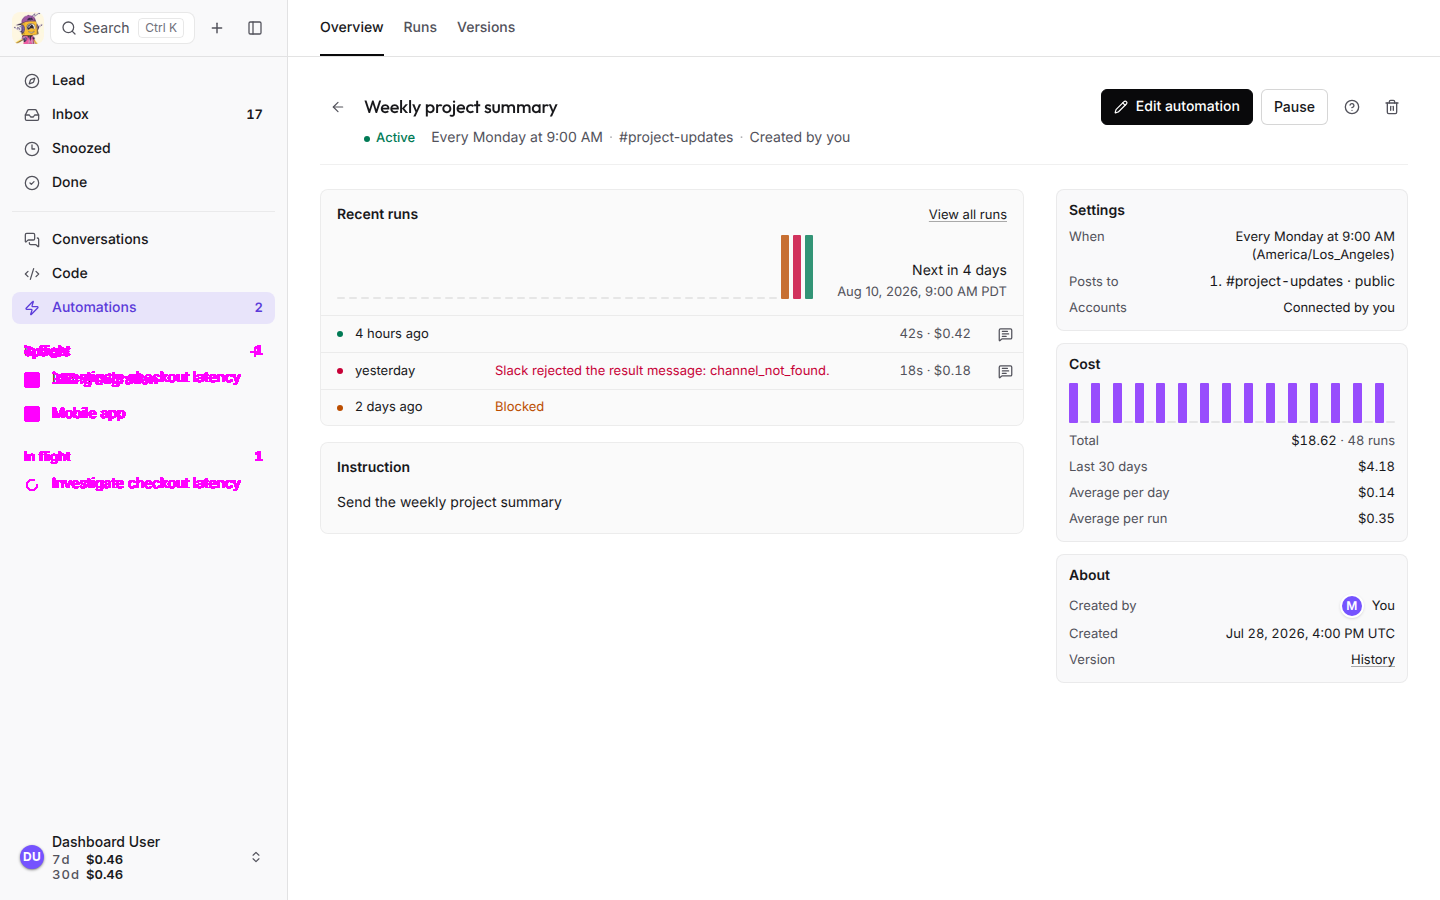 Search Ctrl K
Lead
Inbox 17
Snoozed
Done
Conversations
Code
Automations 2
Mobile app
In flight 1
Investigate checkout latency
Dashboard User
DU
7d $0.46
30d $0.46
Overview Runs Versions
Weekly project summary
Edit automation Pause
Active Every Monday at 9:00 AM · #project-updates · Created by you
Recent runs View all runs
Next in 4 days
Aug 10, 2026, 9:00 AM PDT
4 hours ago 42s · $0.42
yesterday Slack rejected the result message: channel_not_found. 18s · $0.18
2 days ago Blocked
Instruction
Send the weekly project summary
Settings
When Every Monday at 9:00 AM
(America/Los_Angeles)
Posts to 1. #project-updates · public
Accounts Connected by you
Cost
Total $18.62 · 48 runs
Last 30 days $4.18
Average per day $0.14
Average per run $0.35
About
Created by M You
Created Jul 28, 2026, 4:00 PM UTC
Version History